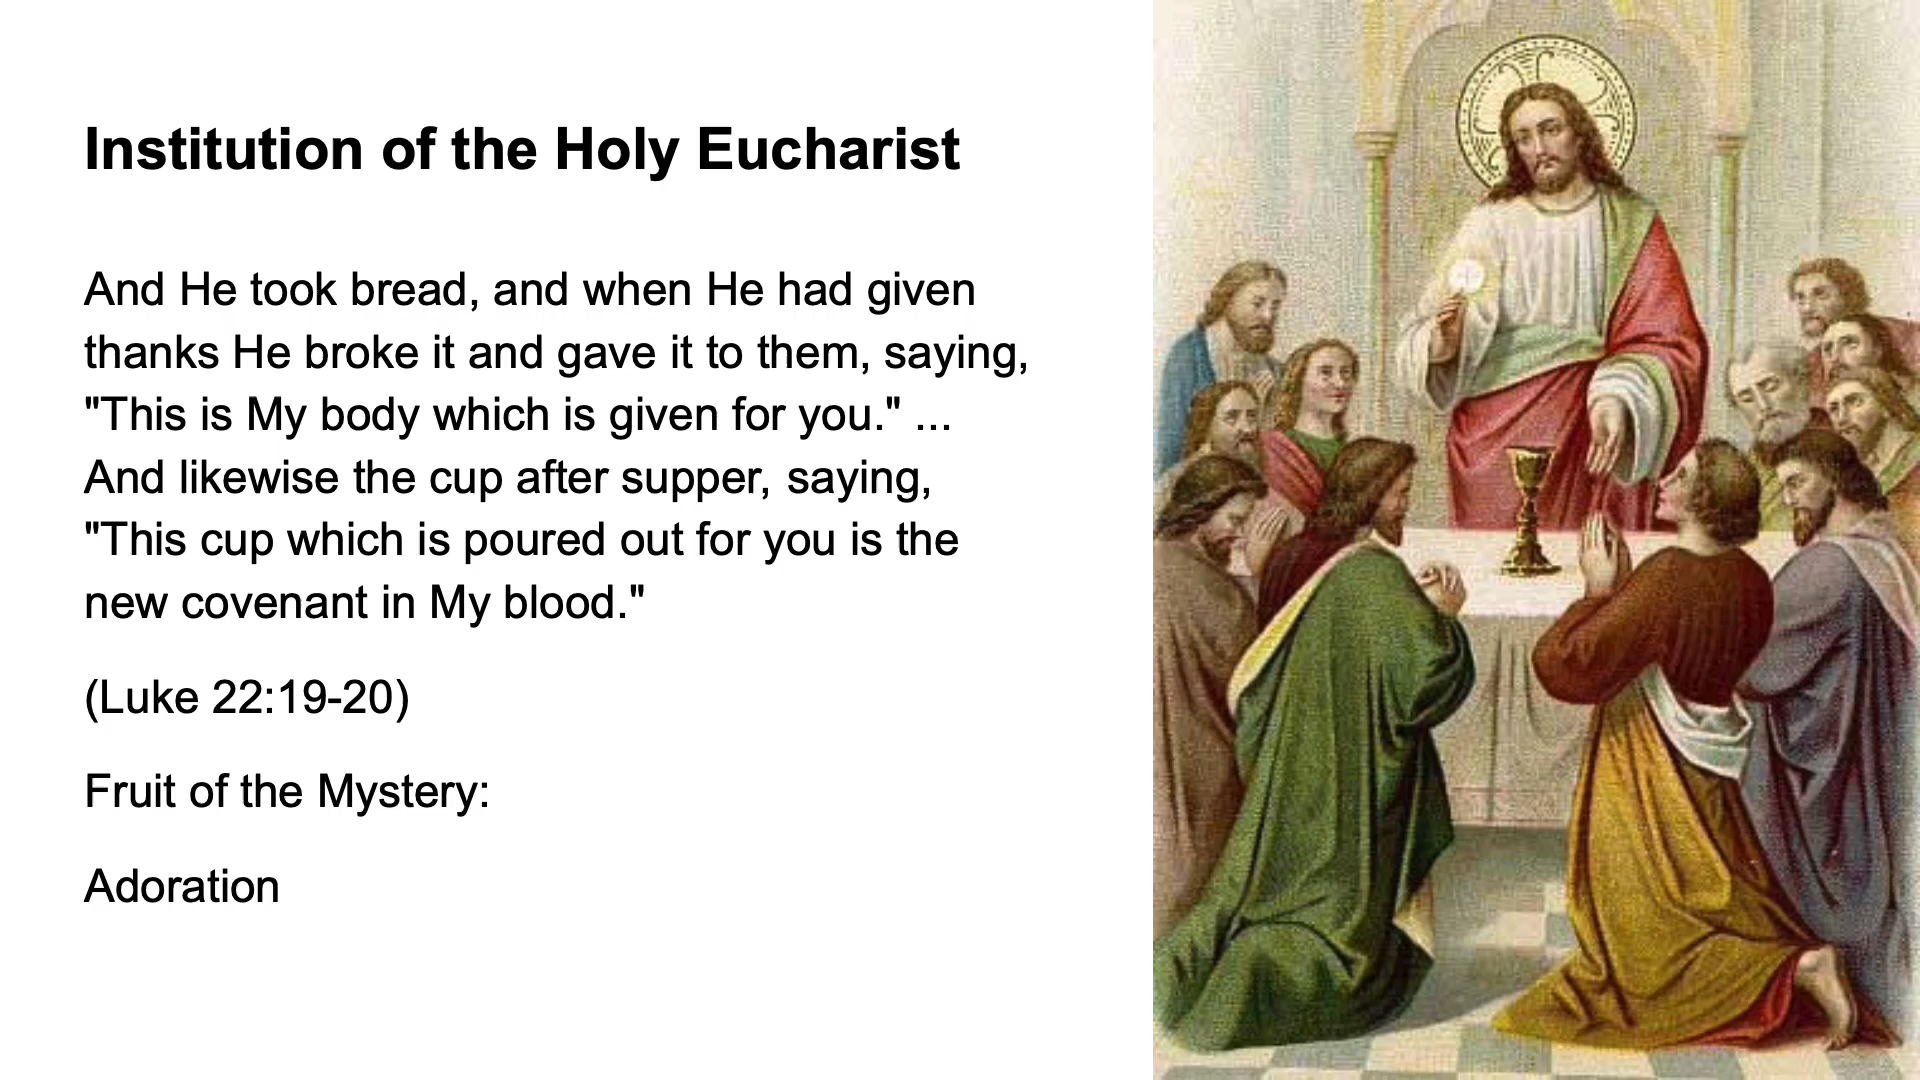 Institution of the Holy Eucharist
And He took bread, and when He had given
thanks He broke it and gave it to them, saying,
"This is My body which is given for you." ...
And likewise the cup after supper, saying,
"This cup which is poured out for you is the
new covenant in My blood."
(Luke 22:19-20)
Fruit of the Mystery:
Adoration